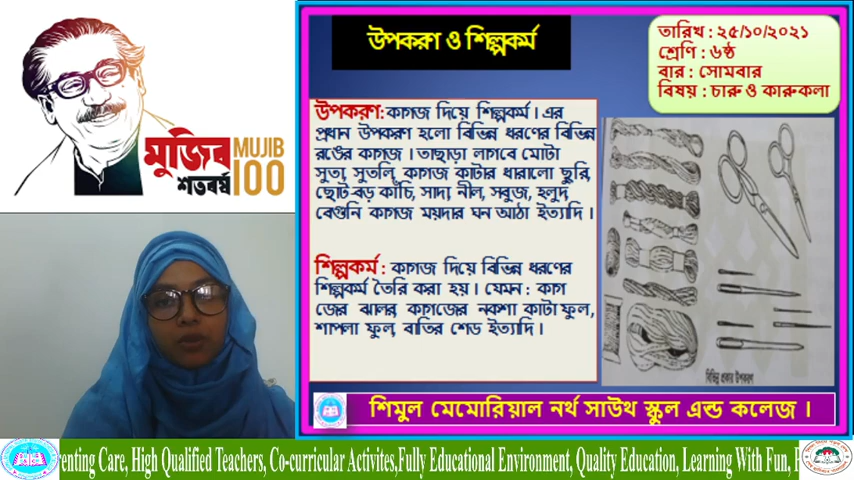 মুজিব
শতবর্ষ
MUJIB
100
উপকরণ ও শিল্পকর্ম
তারিখ : ২৫/১০/২০২১
শ্রেণি : ৬ষ্ঠ
বার : সোমবার
বিষয় : চারু ও কারুকলা
উপকরণ: কাগজ দিয়ে শিল্পকর্ম । এর
প্রধান উপকরণ হলো বিভিন্ন ধরণের বিভিন্ন
রঙের কাগজ । তাছাড়া লাগবে মোটা
সুতা, সুতলি, কাগজ কাটার ধারালো ছুরি,
ছোট বড় কাঁচি, সাদা, নীল, সবুজ, হলুদ,
বেগুনি কাগজ ময়দার ঘন আঠা ইত্যাদি ।
শিল্পকর্ম : কাগজ দিয়ে বিভিন্ন ধরণের
শিল্পকর্ম তৈরি করা হয় । যেমন : কাগ
জের ঝালর, কাগজের নকশা কাটা ফুল,
শাপলা ফুল, বাতির শেড ইত্যাদি ।
বিভিন্ন প্রকার উপকরণ
শিমুল মেমোরিয়াল নর্থ সাউথ স্কুল এন্ড কলেজ ।
renting Care, High Qualified Teachers, Co-curricular Activites,Fully Educational Environment, Quality Education, Learning With Fun,